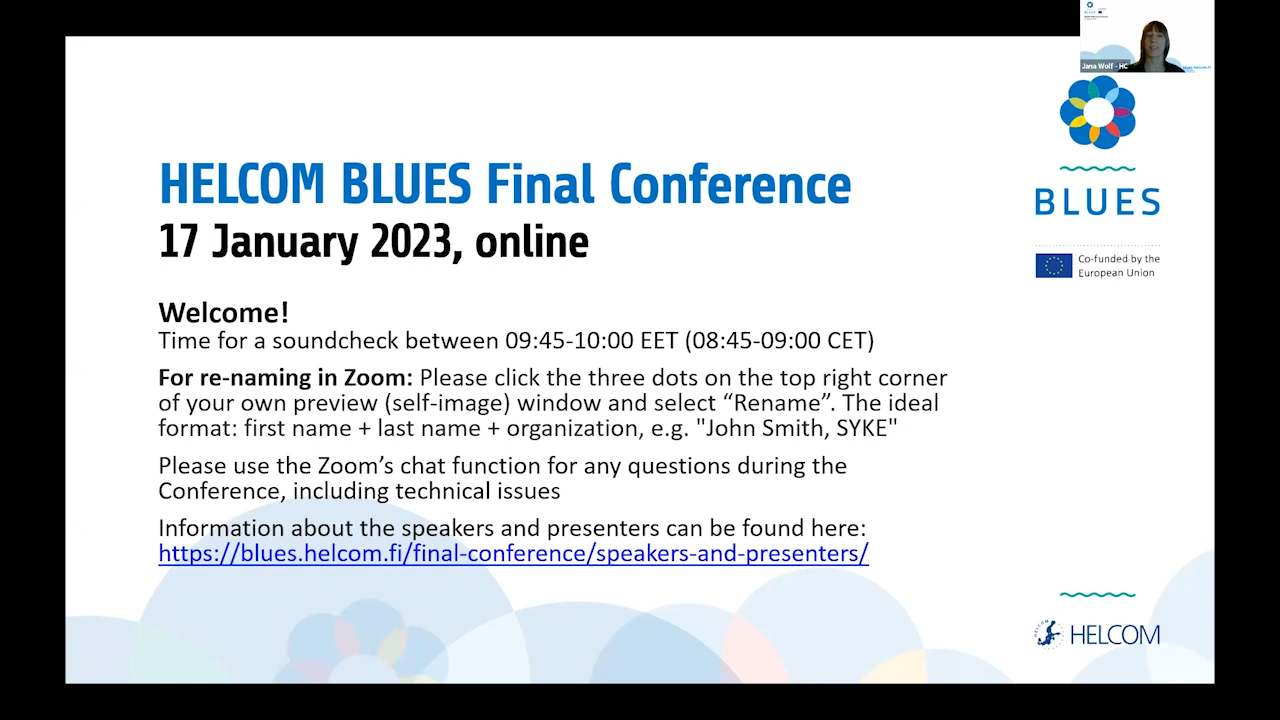 Jana Wolf - HC
HELCOM BLUES Final Conference
17 January 2023, online
BLUES
Co-funded by the
European Union
Welcome!
Time for a soundcheck between 09:45-10:00 EET (08:45-09:00 CET)
For re-naming in Zoom: Please click the three dots on the top right corner
of your own preview (self-image) window and select “Rename”. The ideal
format: first name + last name + organization, e.g. "John Smith, SYKE"
Please use the Zoom’s chat function for any questions during the
Conference, including technical issues
Information about the speakers and presenters can be found here:
https://blues.helcom.fi/final-conference/speakers-and-presenters/
HELCOM